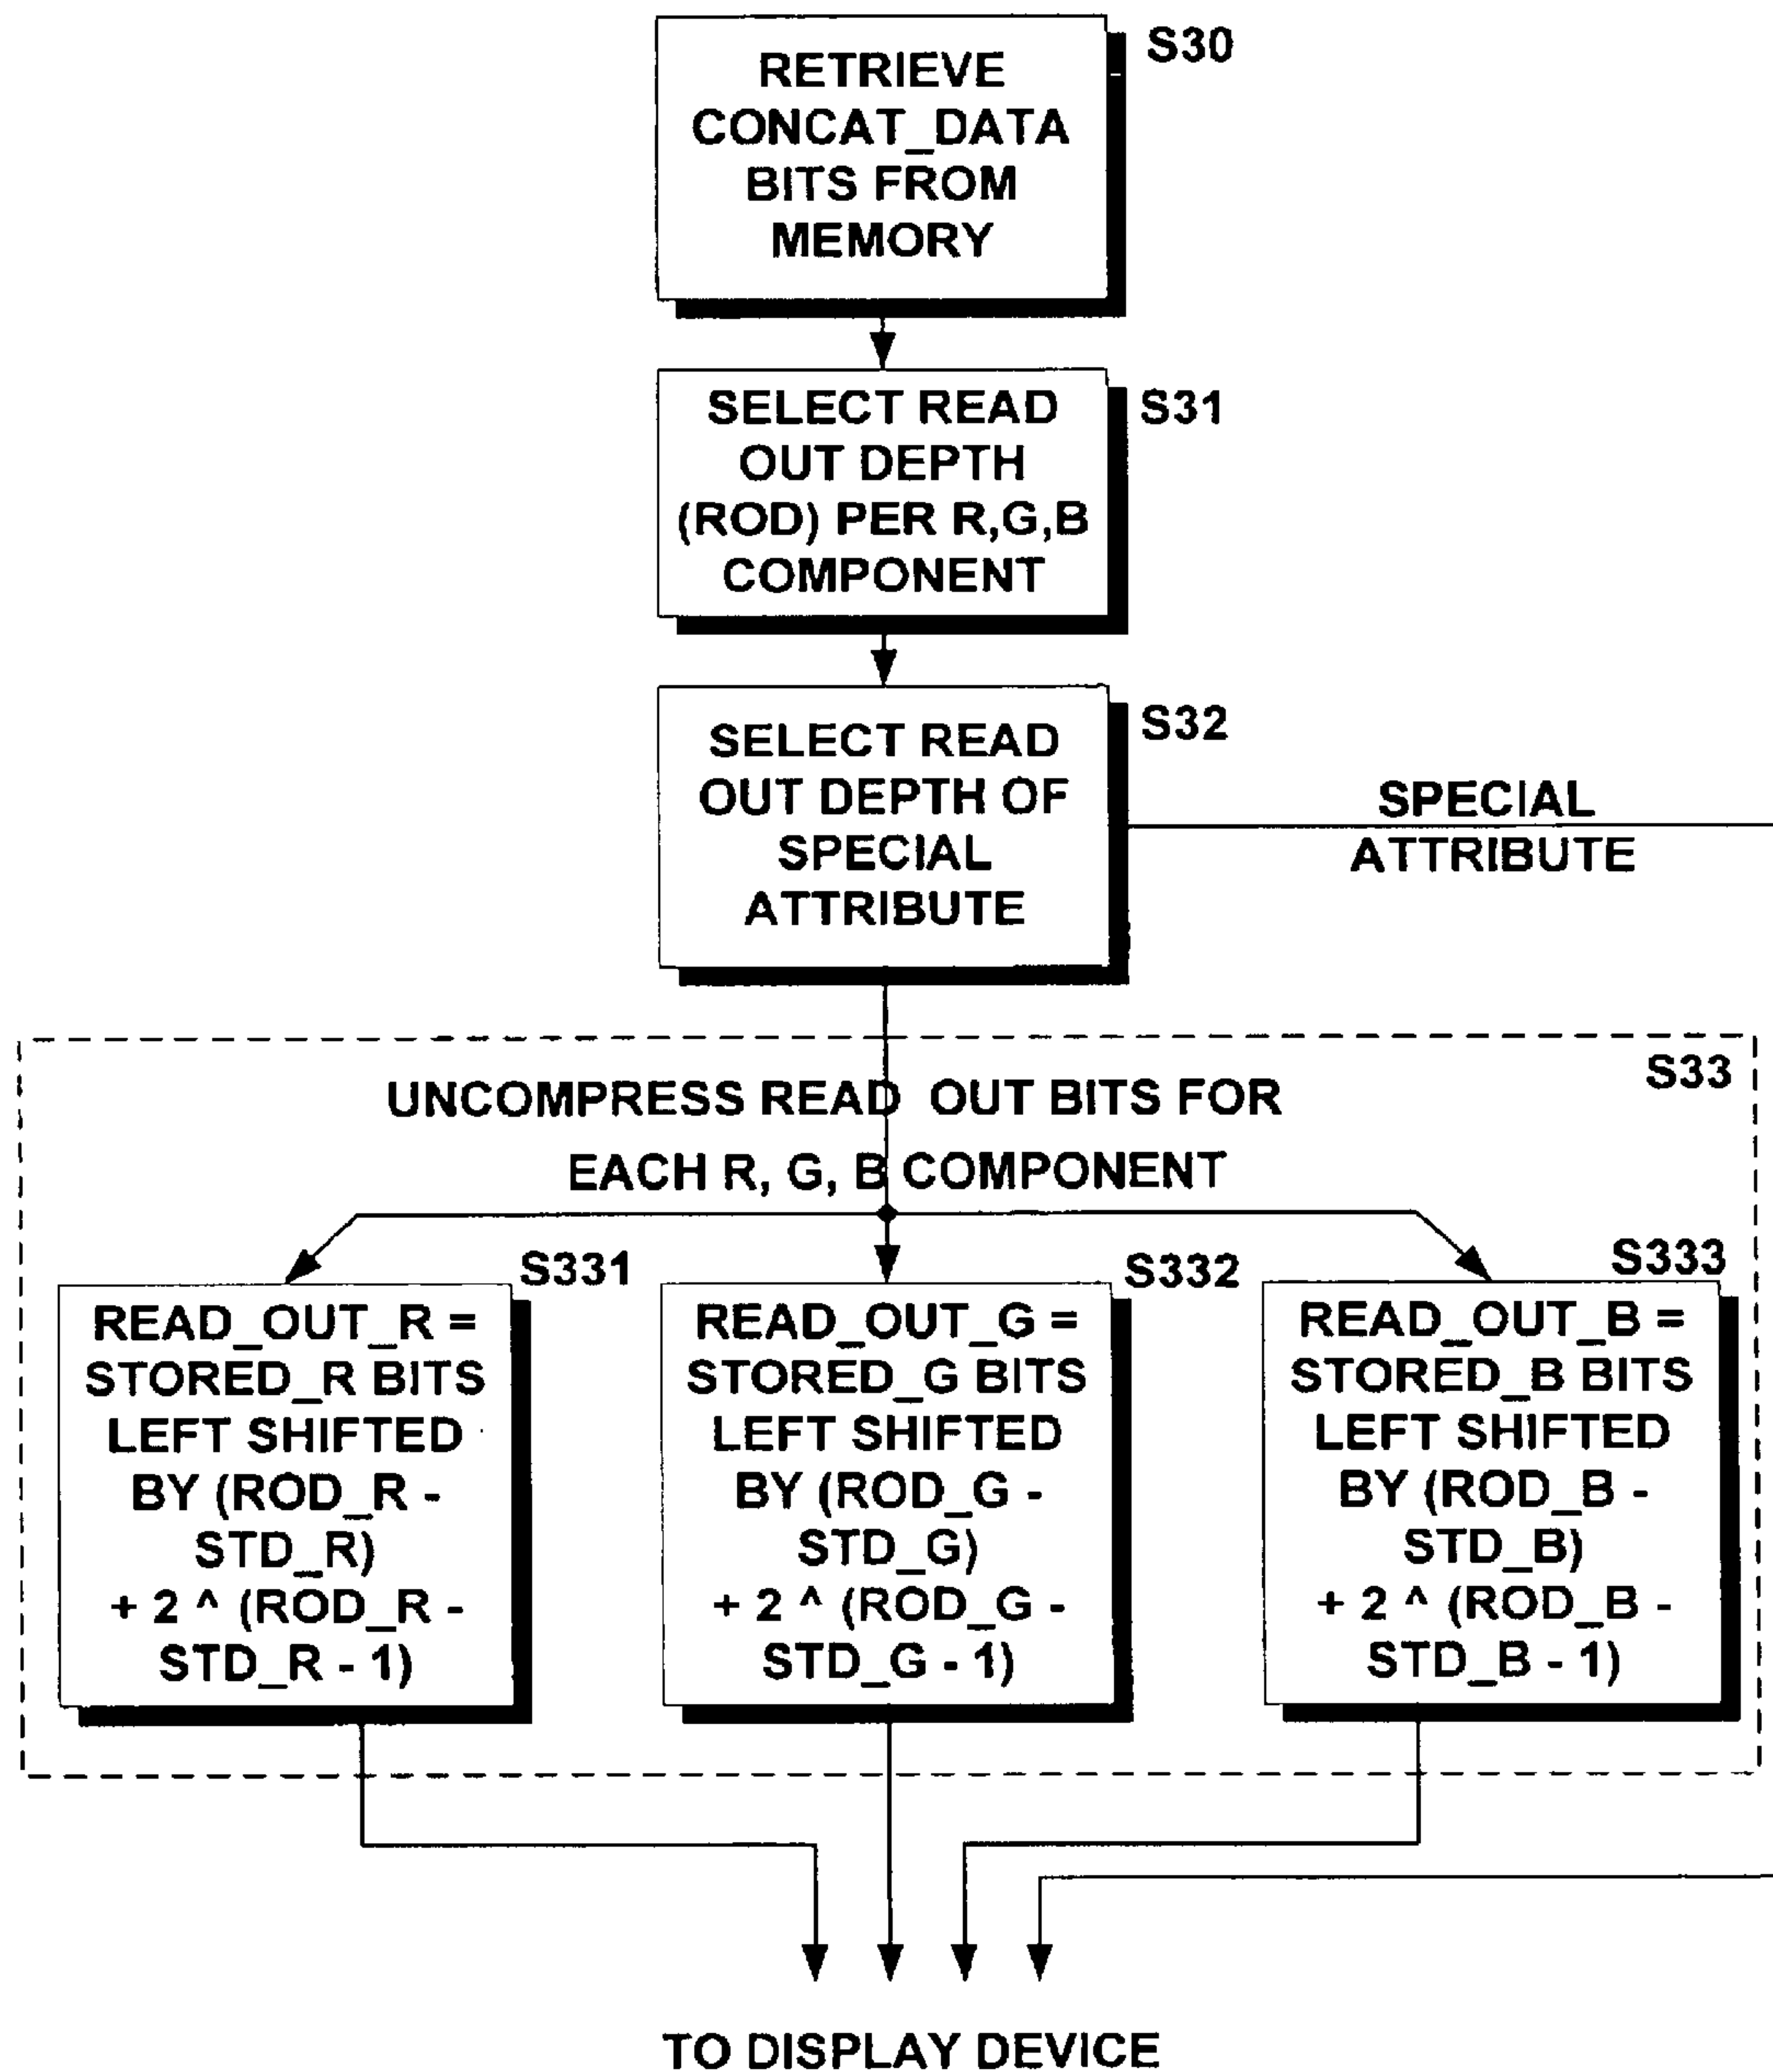 RETRIEVE
CONCAT_DATA
BITS FROM
MEMORY
S30
SELECT READ
OUT DEPTH
(ROD) PER R,G,B
COMPONENT
S31
SELECT READ
OUT DEPTH OF
SPECIAL
ATTRIBUTE
S32
SPECIAL
ATTRIBUTE
S33
UNCOMPRESS READ OUT BITS FOR
EACH R, G, B COMPONENT
S331
READ_OUT_R =
STORED_R BITS
LEFT SHIFTED
BY (ROD_R -
STD_R)
+ 2 ^ (ROD_R -
STD_R - 1)
S332
READ_OUT_G =
STORED_G BITS
LEFT SHIFTED
BY (ROD_G -
STD_G)
+ 2 ^ (ROD_G -
STD_G - 1)
S333
READ_OUT_B =
STORED_B BITS
LEFT SHIFTED
BY (ROD_B -
STD_B)
+ 2 ^ (ROD_B -
STD_B - 1)
TO DISPLAY DEVICE